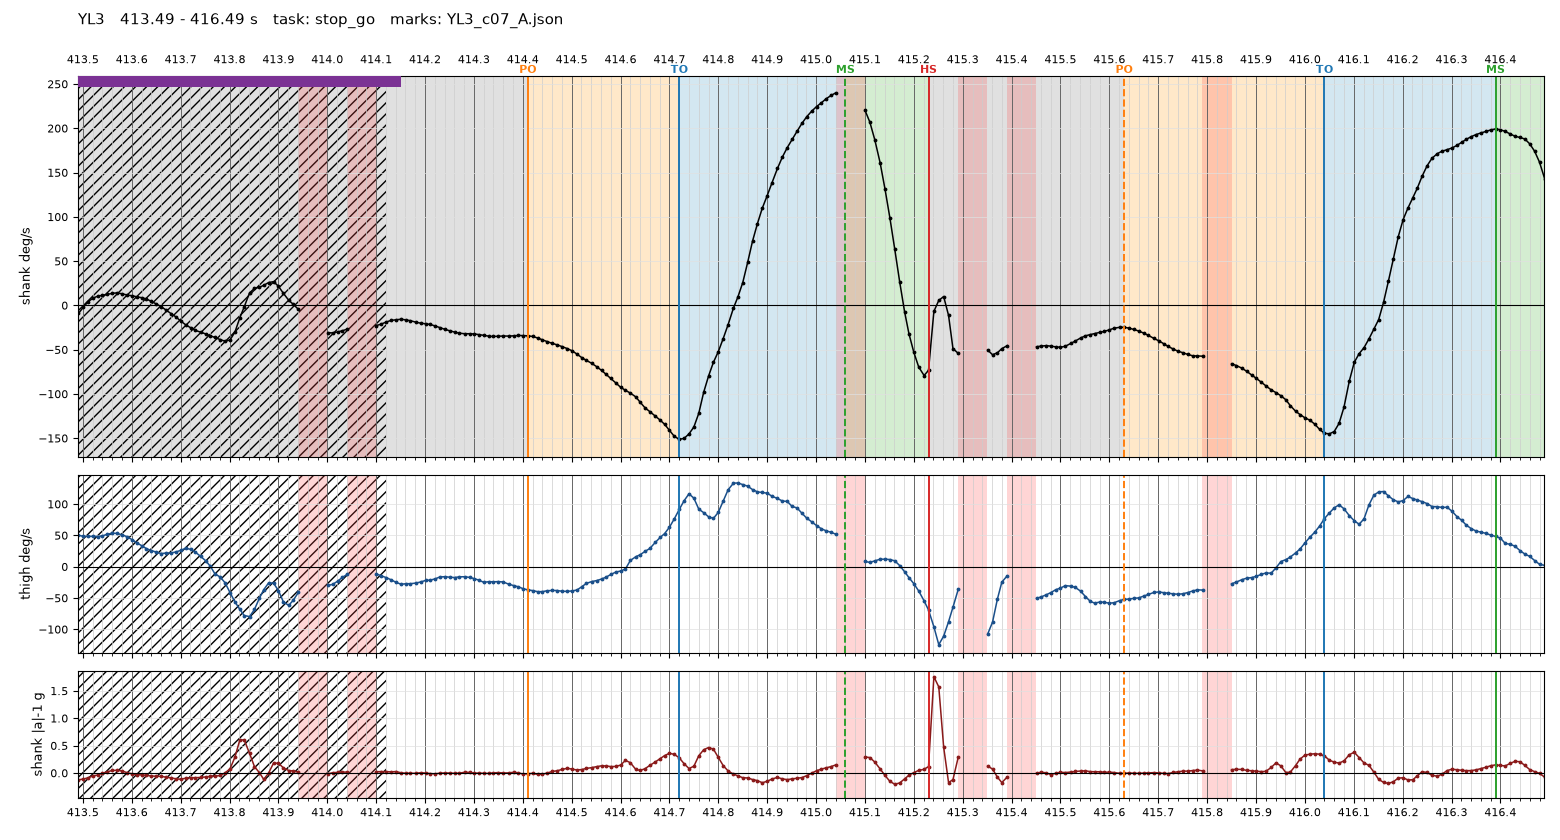 YL3 413.49 - 416.49 s task: stop_go marks: YL3_c07_A.json
413.5 413.6 413.7 413.8 413.9 414.0 414.1 414.2 414.3 414.4 414.5 414.6 414.7 414.8 414.9 415.0 415.1 415.2 415.3 415.4 415.5 415.6 415.7 415.8 415.9 416.0 416.1 416.2 416.3 416.4
PO TO MS HS PO TO MS
250
200
150
100
50
0
−50
−100
−150
shank deg/s
100
50
0
−50
−100
thigh deg/s
1.5
1.0
0.5
0.0
shank |a|-1 g
413.5 413.6 413.7 413.8 413.9 414.0 414.1 414.2 414.3 414.4 414.5 414.6 414.7 414.8 414.9 415.0 415.1 415.2 415.3 415.4 415.5 415.6 415.7 415.8 415.9 416.0 416.1 416.2 416.3 416.4